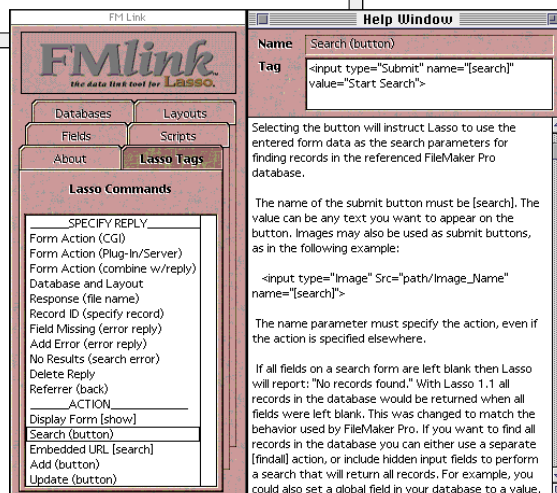 FM Link
FMlink
the data link tool for Lasso.
Databases
Layouts
Fields
Scripts
About
Lasso Tags
Lasso Commands
_____SPECIFY REPLY_____
Form Action (CGI)
Form Action (Plug-In/Server)
Form Action (combine w/reply)
Database and Layout
Response (file name)
Record ID (specify record)
Field Missing (error reply)
Add Error (error reply)
No Results (search error)
Delete Reply
Referrer (back)
_____ACTION_____
Display Form [show]
Search (button)
Embedded URL [search]
Add (button)
Update (button)
Help Window
Name
Search (button)
Tag
<input type="Submit" name="[search]"
value="Start Search">
Selecting the button will instruct Lasso to use the
entered form data as the search parameters for
finding records in the referenced FileMaker Pro
database.
The name of the submit button must be [search]. The
value can be any text you want to appear on the
button. Images may also be used as submit buttons,
as in the following example:
<input type="Image" Src="path/Image_Name"
name="[search]">
The name parameter must specify the action, even if
the action is specified elsewhere.
If all fields on a search form are left blank then Lasso
will report: "No records found." With Lasso 1.1 all
records in the database would be returned when all
fields were left blank. This was changed to match the
behavior used by FileMaker Pro. If you want to find all
records in the database you can either use a separate
[findall] action, or include hidden input fields to perform
a search that will return all records. For example, you
could also set a global field in your database to a value,